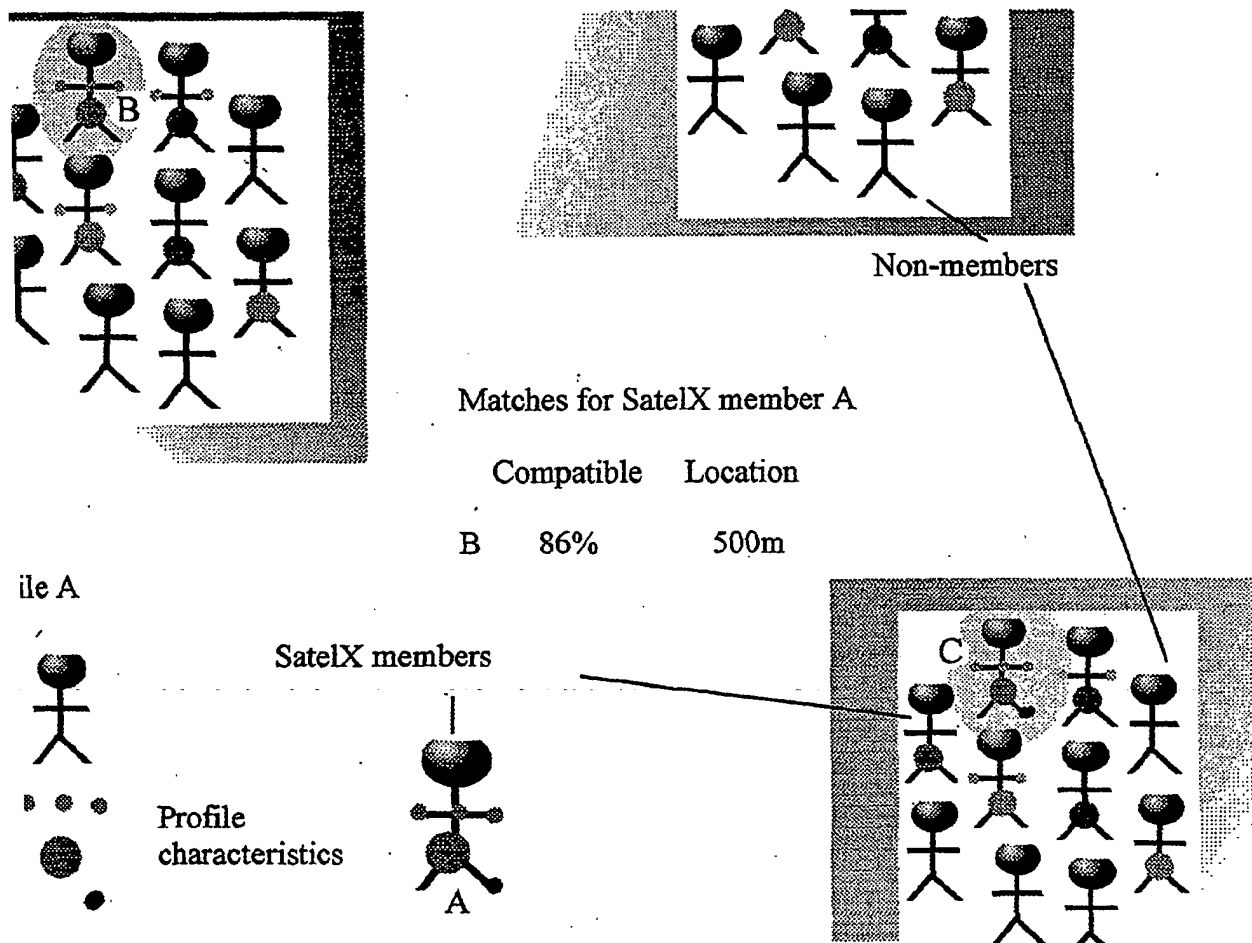 B
Non-members
Matches for SatelX member A
Compatible Location
B 86% 500m
ile A
SatelX members
C
Profile
characteristics
A